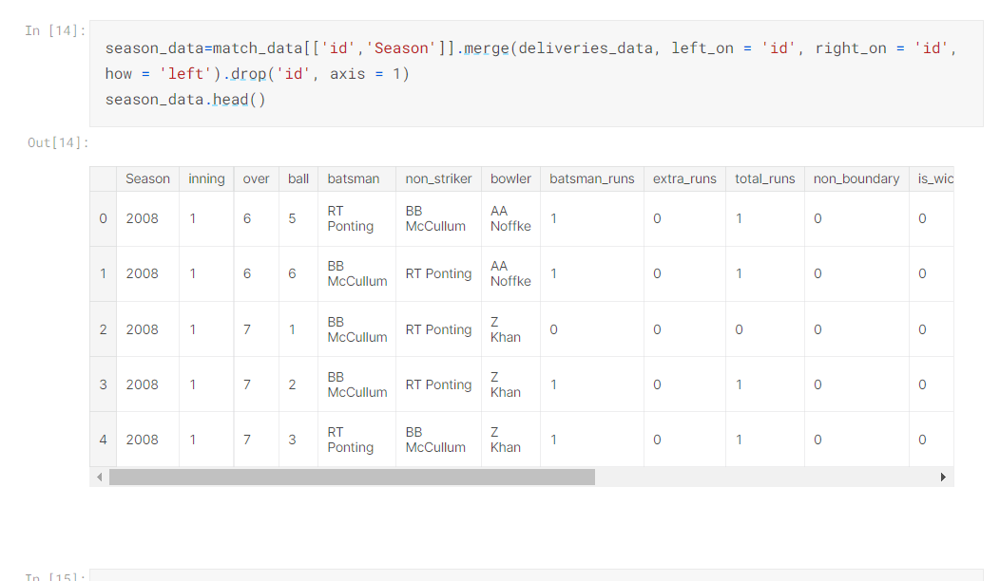 In [14]:
season_data=match_data[['id','Season']].merge(deliveries_data, left_on = 'id', right_on = 'id',
how = 'left').drop('id', axis = 1)
season_data.head()
Out[14]:
Season inning over ball batsman non_striker bowler batsman_runs extra_runs total_runs non_boundary is_wic
0 2008 1 6 5 RT Ponting BB McCullum AA Noffke 1 0 1 0 0
1 2008 1 6 6 BB McCullum RT Ponting AA Noffke 1 0 1 0 0
2 2008 1 7 1 BB McCullum RT Ponting Z Khan 0 0 0 0 0
3 2008 1 7 2 BB McCullum RT Ponting Z Khan 1 0 1 0 0
4 2008 1 7 3 RT Ponting BB McCullum Z Khan 1 0 1 0 0
In [15]: